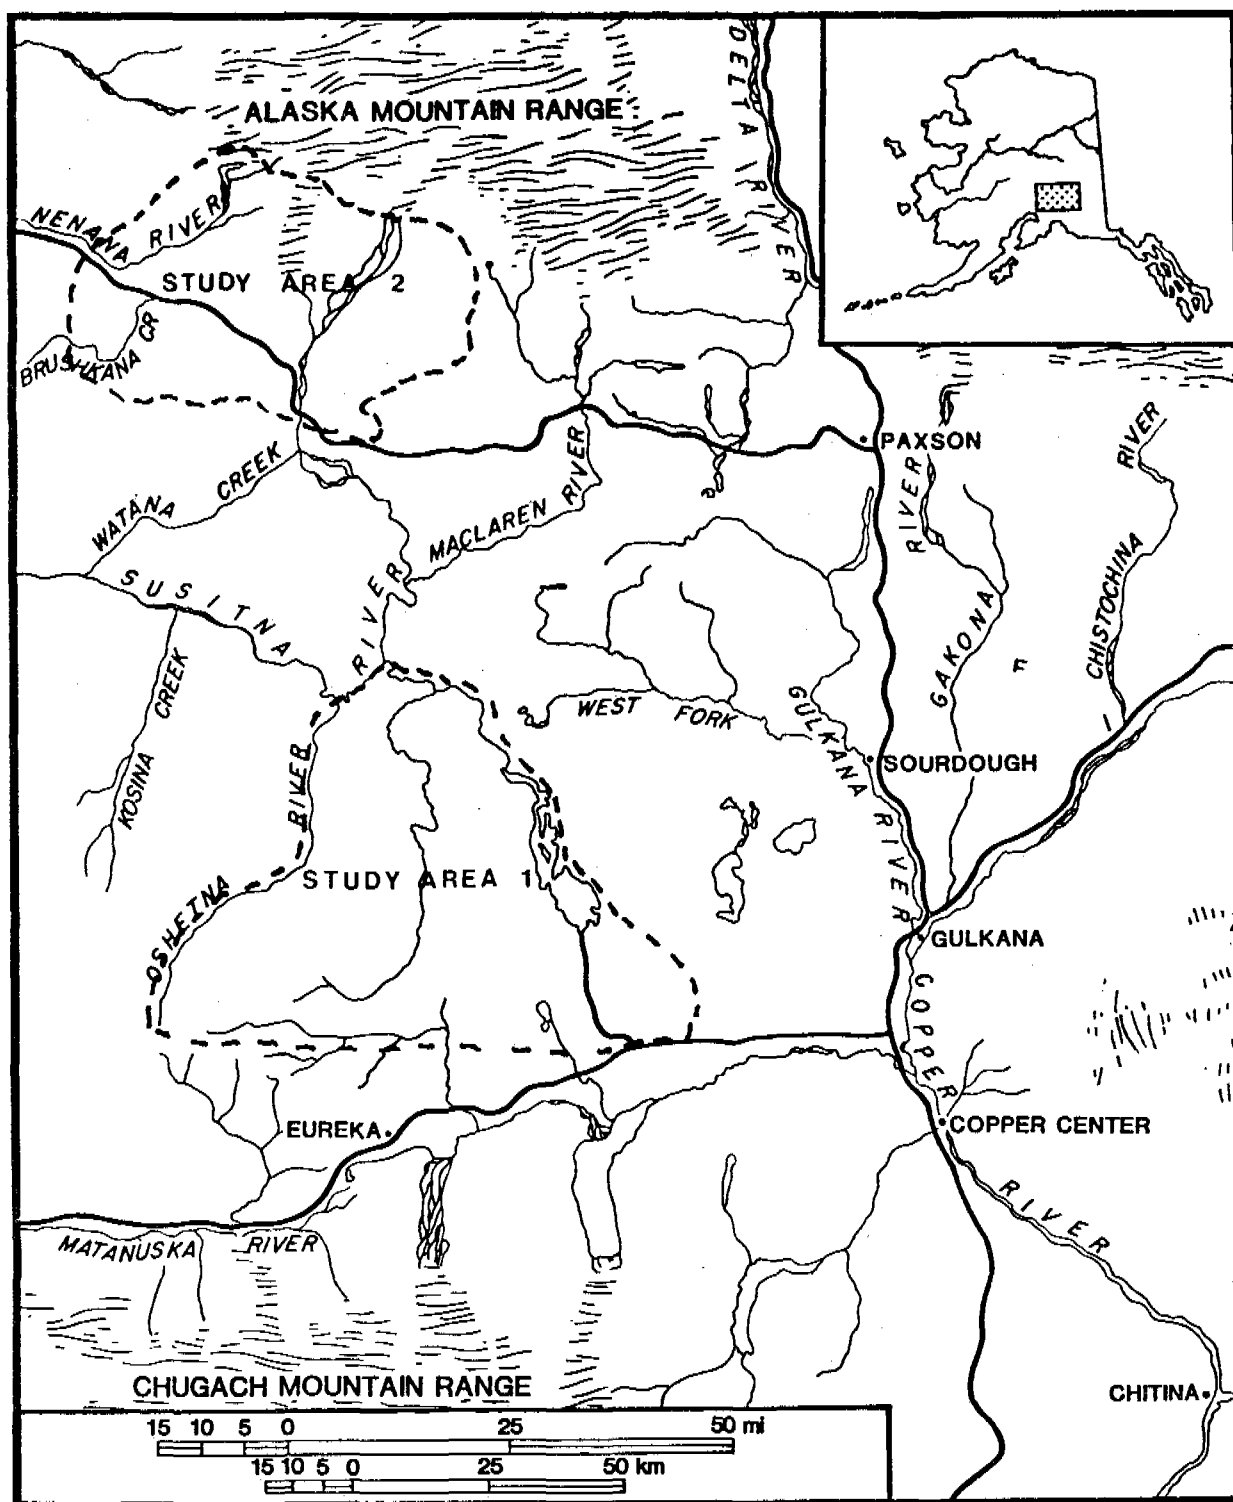 ALASKA MOUNTAIN RANGE
DELTA RIVER
NENANA RIVER
STUDY AREA 2
BRUSHKANA CR
PAXSON
WATANA CREEK
MACLAREN RIVER
RIVER
RIVER
GAKONA
CHISTOCHINA
F
SUSITNA
RIVER
KOSINA CREEK
WEST FORK
GULKANA RIVER
SOURDOUGH
OSHEINA RIVER
STUDY AREA 1
GULKANA
COPPER
RIVER
EUREKA
COPPER CENTER
MATANUSKA RIVER
CHUGACH MOUNTAIN RANGE
CHITINA
15 10 5 0 25 50 mi
15 10 5 0 25 50 km